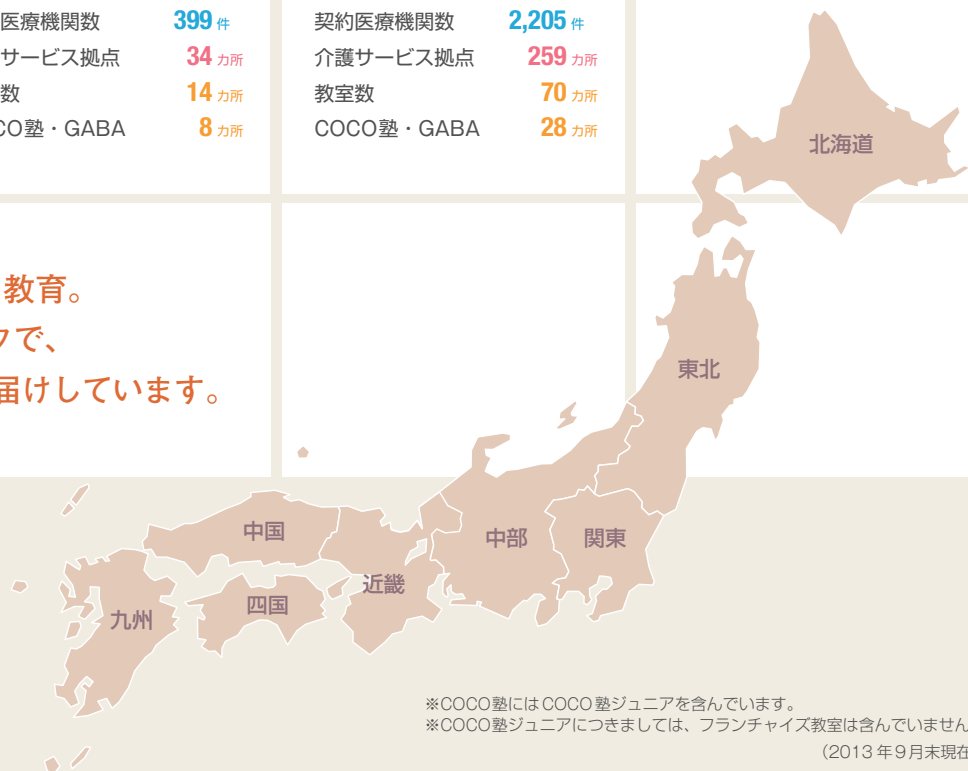 医療機関数 399 件
サービス拠点 34 カ所
数 14 カ所
CO塾・GABA 8 カ所
契約医療機関数 2,205 件
介護サービス拠点 259 カ所
教室数 70 カ所
COCO塾・GABA 28 カ所
教育。
クで、
届けしています。
北海道
東北
中国
中部
関東
近畿
四国
九州
※COCO塾にはCOCO塾ジュニアを含んでいます。
※COCO塾ジュニアにつきましては、フランチャイズ教室は含んでいません
（2013年9月末現在